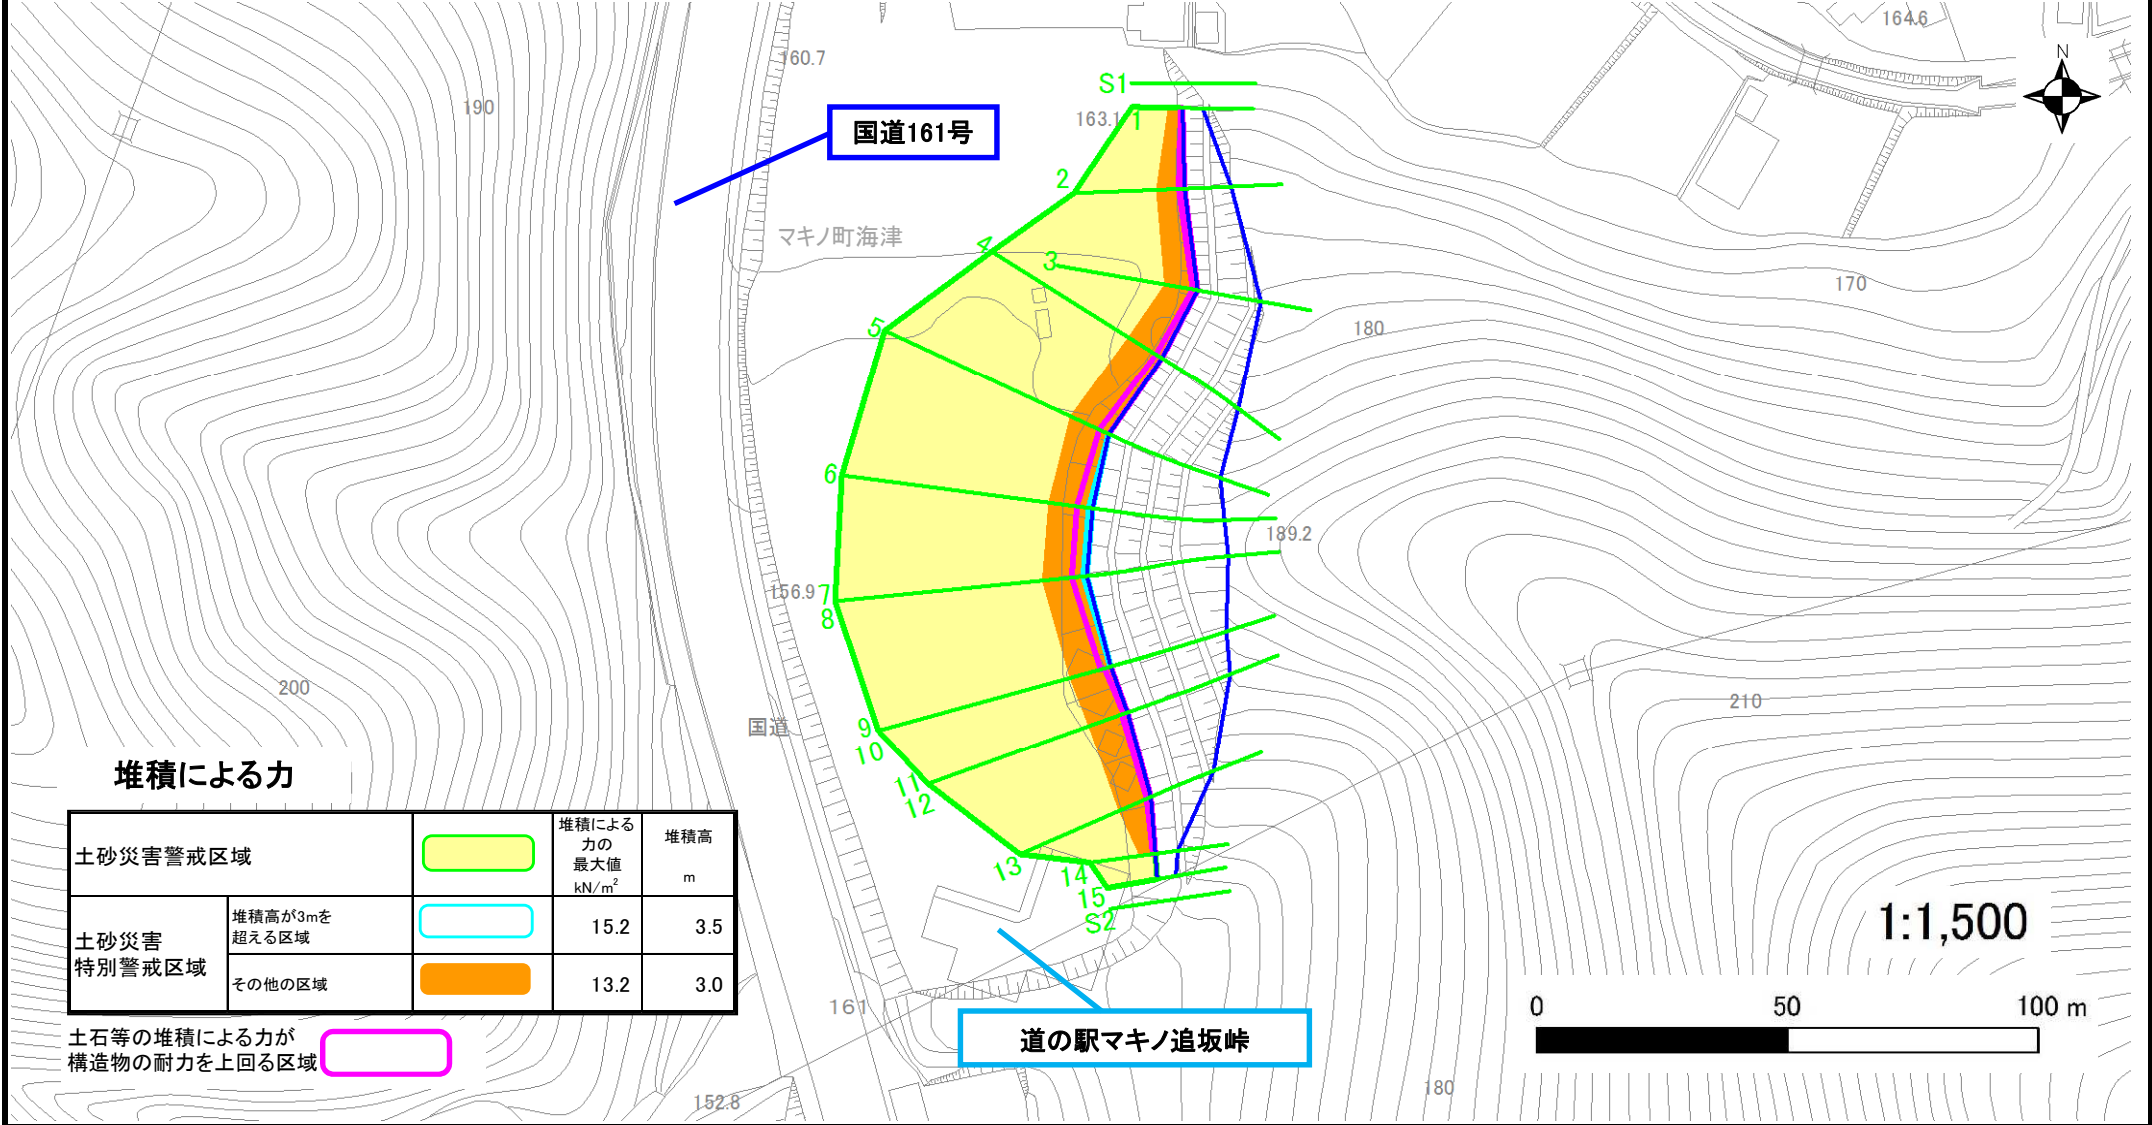 164.6
N
160.7
S1
190
国道161号
163.1
1
2
マキノ町海津
4
3
170
5
180
6
189.2
156.9
7
8
200
210
国道
9
10
11
12
堆積による力
堆積による
力の
最大値
kN/m²
堆積高
m
土砂災害警戒区域
13
14
15
S2
土砂災害
特別警戒区域
堆積高が3mを
超える区域
15.2
3.5
その他の区域
13.2
3.0
1:1,500
161
0
50
100 m
土石等の堆積による力が
構造物の耐力を上回る区域
道の駅マキノ追坂峠
152.8
180